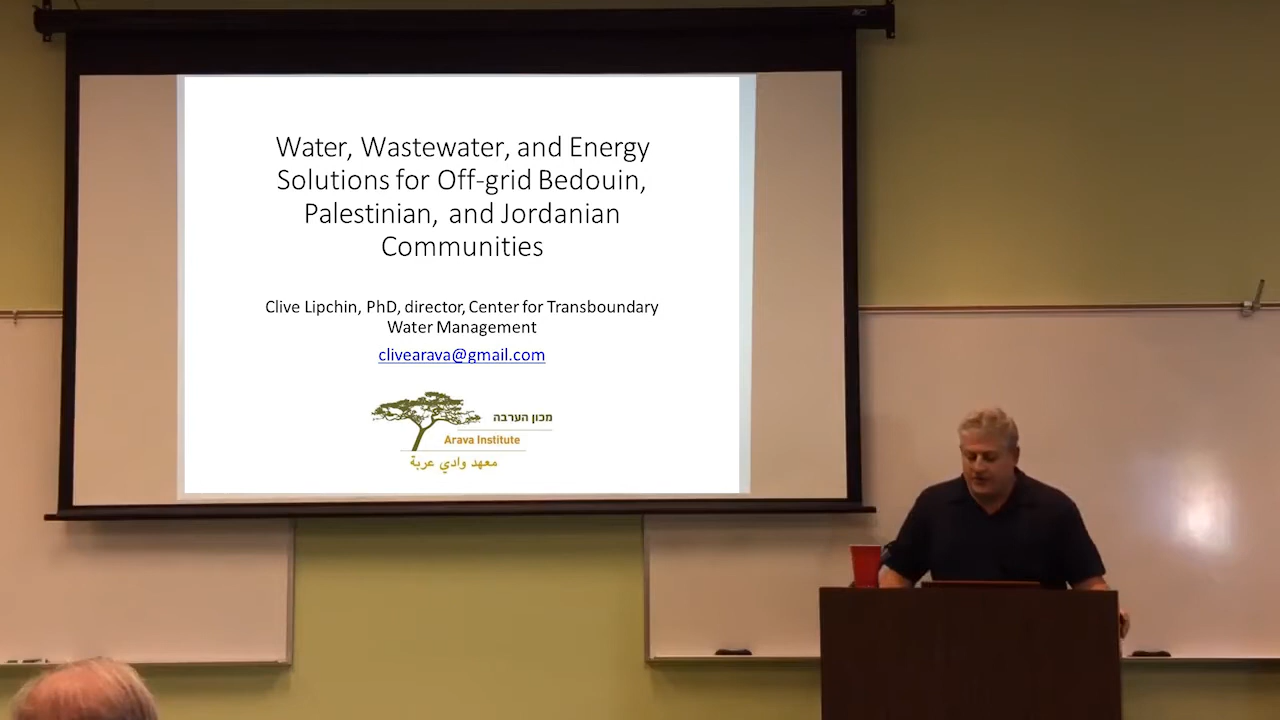 Water, Wastewater, and Energy
Solutions for Off-grid Bedouin,
Palestinian, and Jordanian
Communities
Clive Lipchin, PhD, director, Center for Transboundary
Water Management
clivearava@gmail.com
מכון הערבה
Arava Institute
معهد وادي عربة